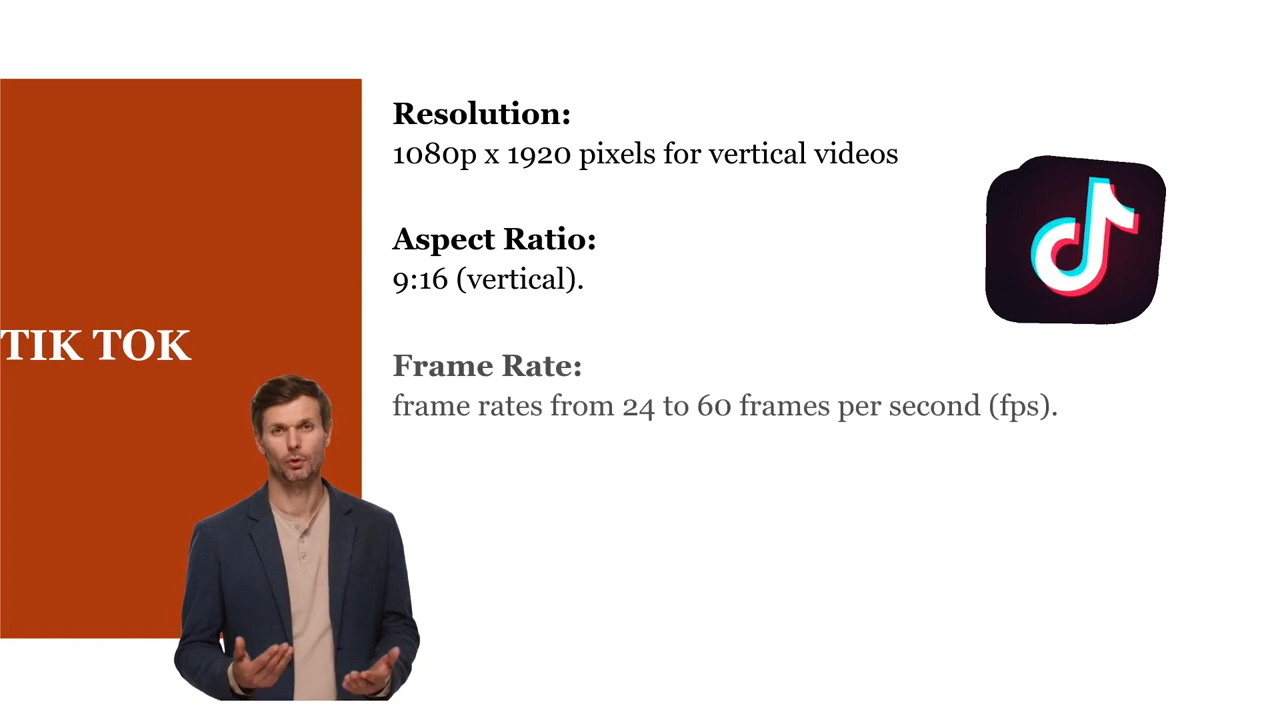 TIK TOK
Resolution:
1080p x 1920 pixels for vertical videos
Aspect Ratio:
9:16 (vertical).
Frame Rate:
frame rates from 24 to 60 frames per second (fps).